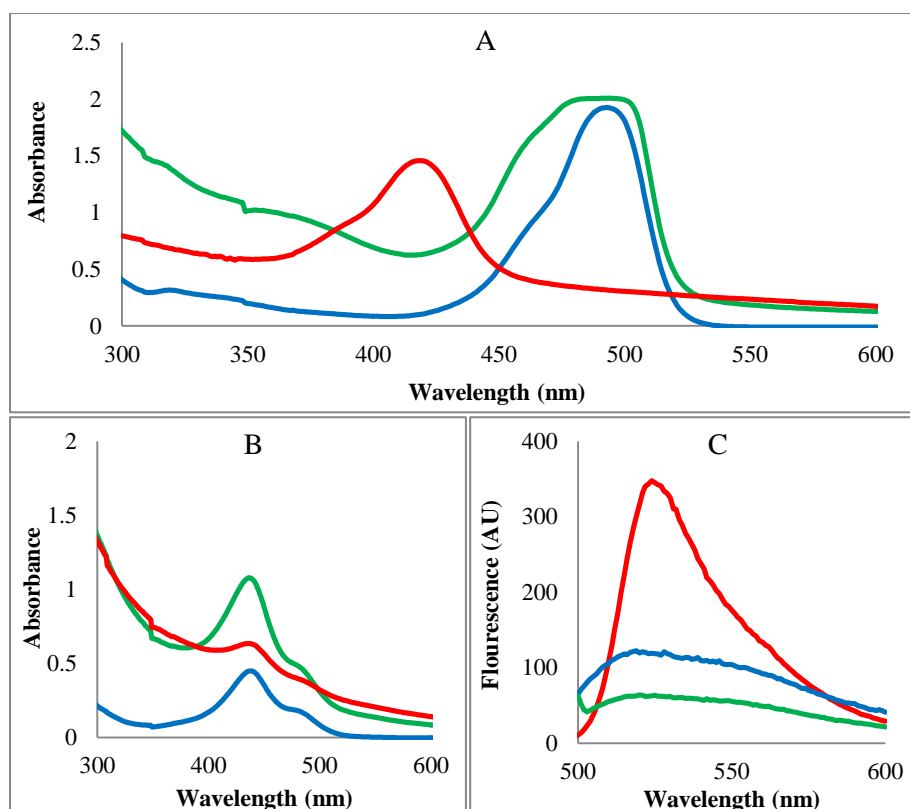 A
2.5
2
1.5
1
0.5
0
Absorbance
300 350 400 450 500 550 600
Wavelength (nm)
B
2
1.5
1
0.5
0
Absorbance
300 400 500 600
Wavelength (nm)
C
400
300
200
100
0
Flourescence (AU)
500 550 600
Wavelength (nm)